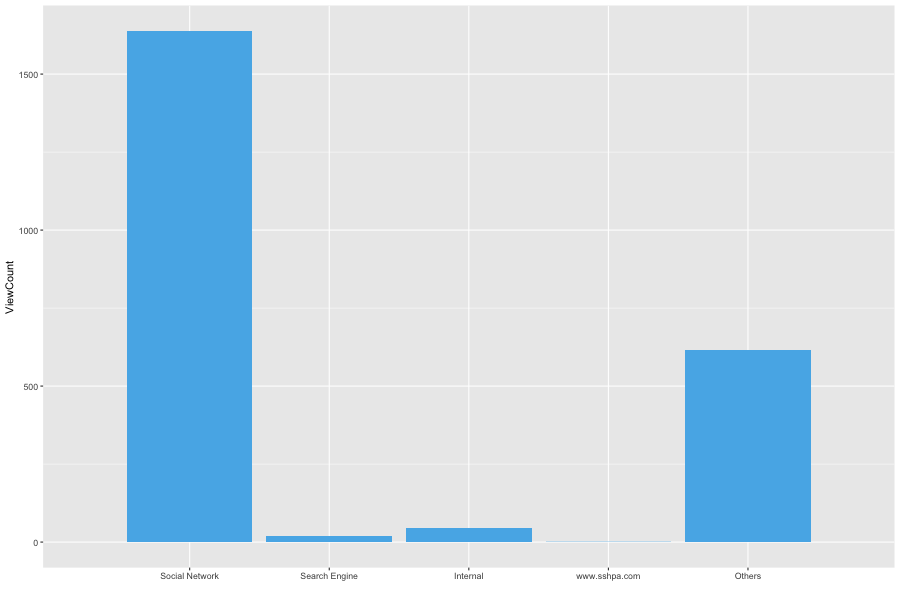 ViewCount
1500
1000
500
0
Social Network
Search Engine
Internal
www.sshpa.com
Others